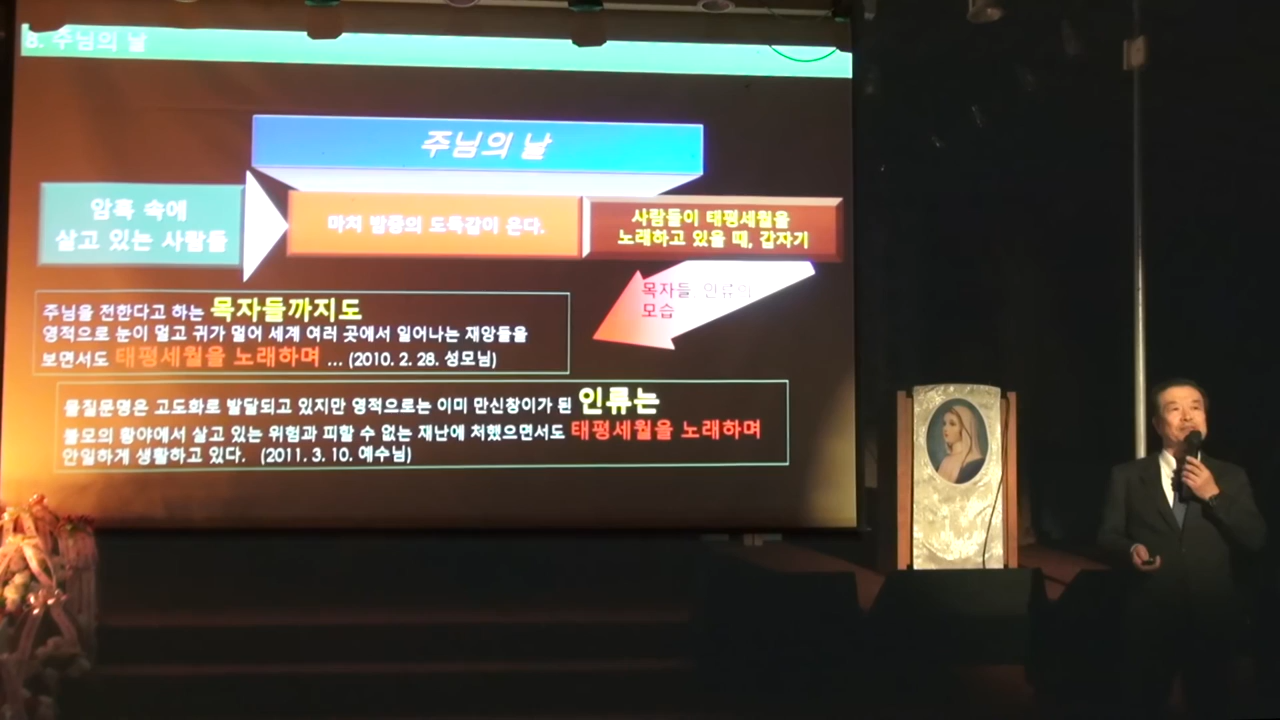 8. 주님의 날
주님의 날
암흑 속에
살고 있는 사람들
마치 밤중의 도둑같이 온다.
사람들이 태평세월을
노래하고 있을 때, 갑자기
목자들, 인류의
모습
주님을 전한다고 하는 목자들까지도
영적으로 눈이 멀고 귀가 멀어 세계 여러 곳에서 일어나는 재앙들을
보면서도 태평세월을 노래하며 ... (2010. 2. 28. 성모님)
물질문명은 고도화로 발달되고 있지만 영적으로는 이미 만신창이가 된 인류는
불모의 황야에서 살고 있는 위험과 피할 수 없는 재난에 처했으면서도 태평세월을 노래하며
안일하게 생활하고 있다. (2011. 3. 10. 예수님)